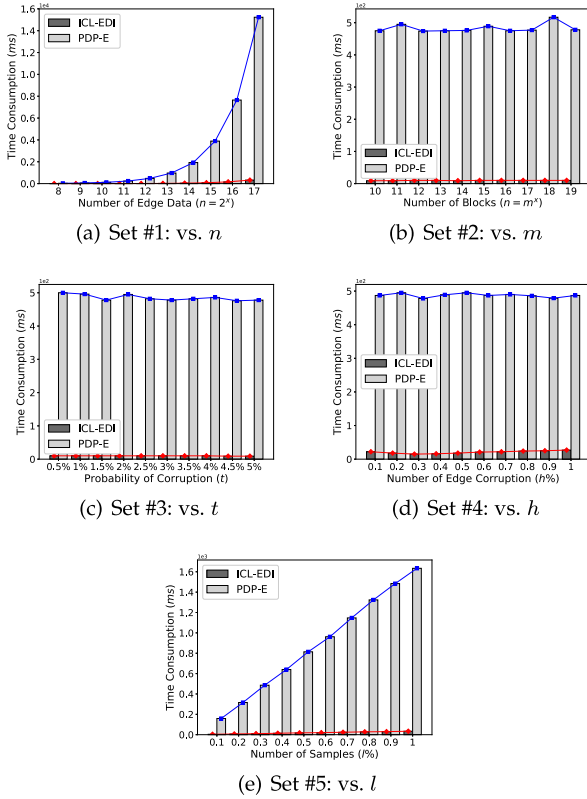 1e4
1.6
1.4
1.2
1.0
0.8
0.6
0.4
0.2
0.0
Time Consumption (ms)
ICL-EDI
PDP-E
8 9 10 11 12 13 14 15 16 17
Number of Edge Data (n = 2^x)
(a) Set #1: vs. n
1e2
5
4
3
2
1
0
Time Consumption (ms)
ICL-EDI
PDP-E
10 11 12 13 14 15 16 17 18 19
Number of Blocks (n = m^x)
(b) Set #2: vs. m
1e2
5
4
3
2
1
0
Time Consumption (ms)
ICL-EDI
PDP-E
0.5% 1% 1.5% 2% 2.5% 3% 3.5% 4% 4.5% 5%
Probability of Corruption (t)
(c) Set #3: vs. t
1e2
5
4
3
2
1
0
Time Consumption (ms)
ICL-EDI
PDP-E
0.1 0.2 0.3 0.4 0.5 0.6 0.7 0.8 0.9 1
Number of Edge Corruption (h%)
(d) Set #4: vs. h
1e3
1.6
1.4
1.2
1.0
0.8
0.6
0.4
0.2
0.0
Time Consumption (ms)
ICL-EDI
PDP-E
0.1 0.2 0.3 0.4 0.5 0.6 0.7 0.8 0.9 1
Number of Samples (l%)
(e) Set #5: vs. l